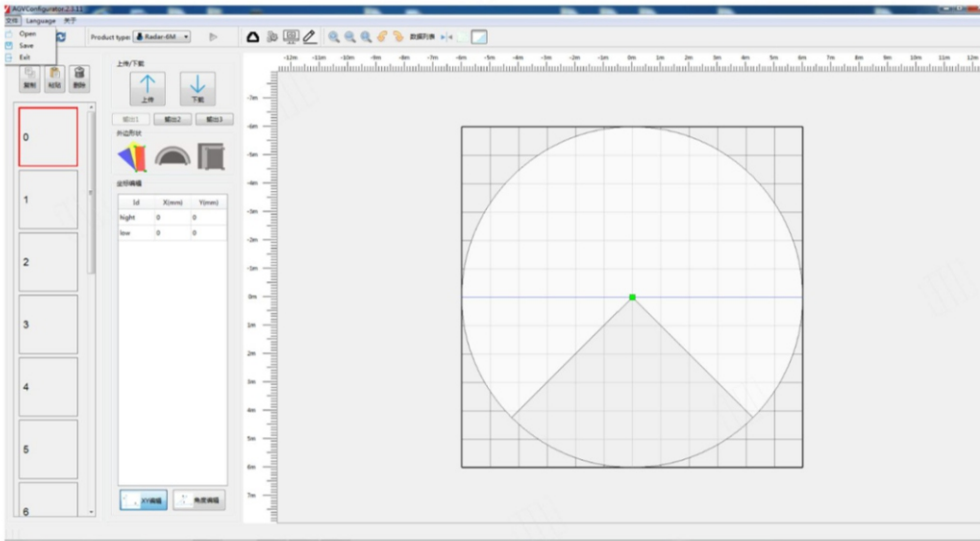 AGVConfigurator 2.1.11
文件 Language 关于
Open
Save
Exit
Product type: Radar-6M
数据列表
复制 粘贴 删除
上传/下载
上传 下载
输出1 输出2 输出3
外边形状
坐标编辑
Id X(mm) Y(mm)
hight 0 0
low 0 0
XY编辑 角度编辑
0
1
2
3
4
5
6
-12m -11m -10m -9m -8m -7m -6m -5m -4m -3m -2m -1m 0m 1m 2m 3m 4m 5m 6m 7m 8m 9m 10m 11m 12m
-7m
-6m
-5m
-4m
-3m
-2m
-1m
0m
1m
2m
3m
4m
5m
6m
7m